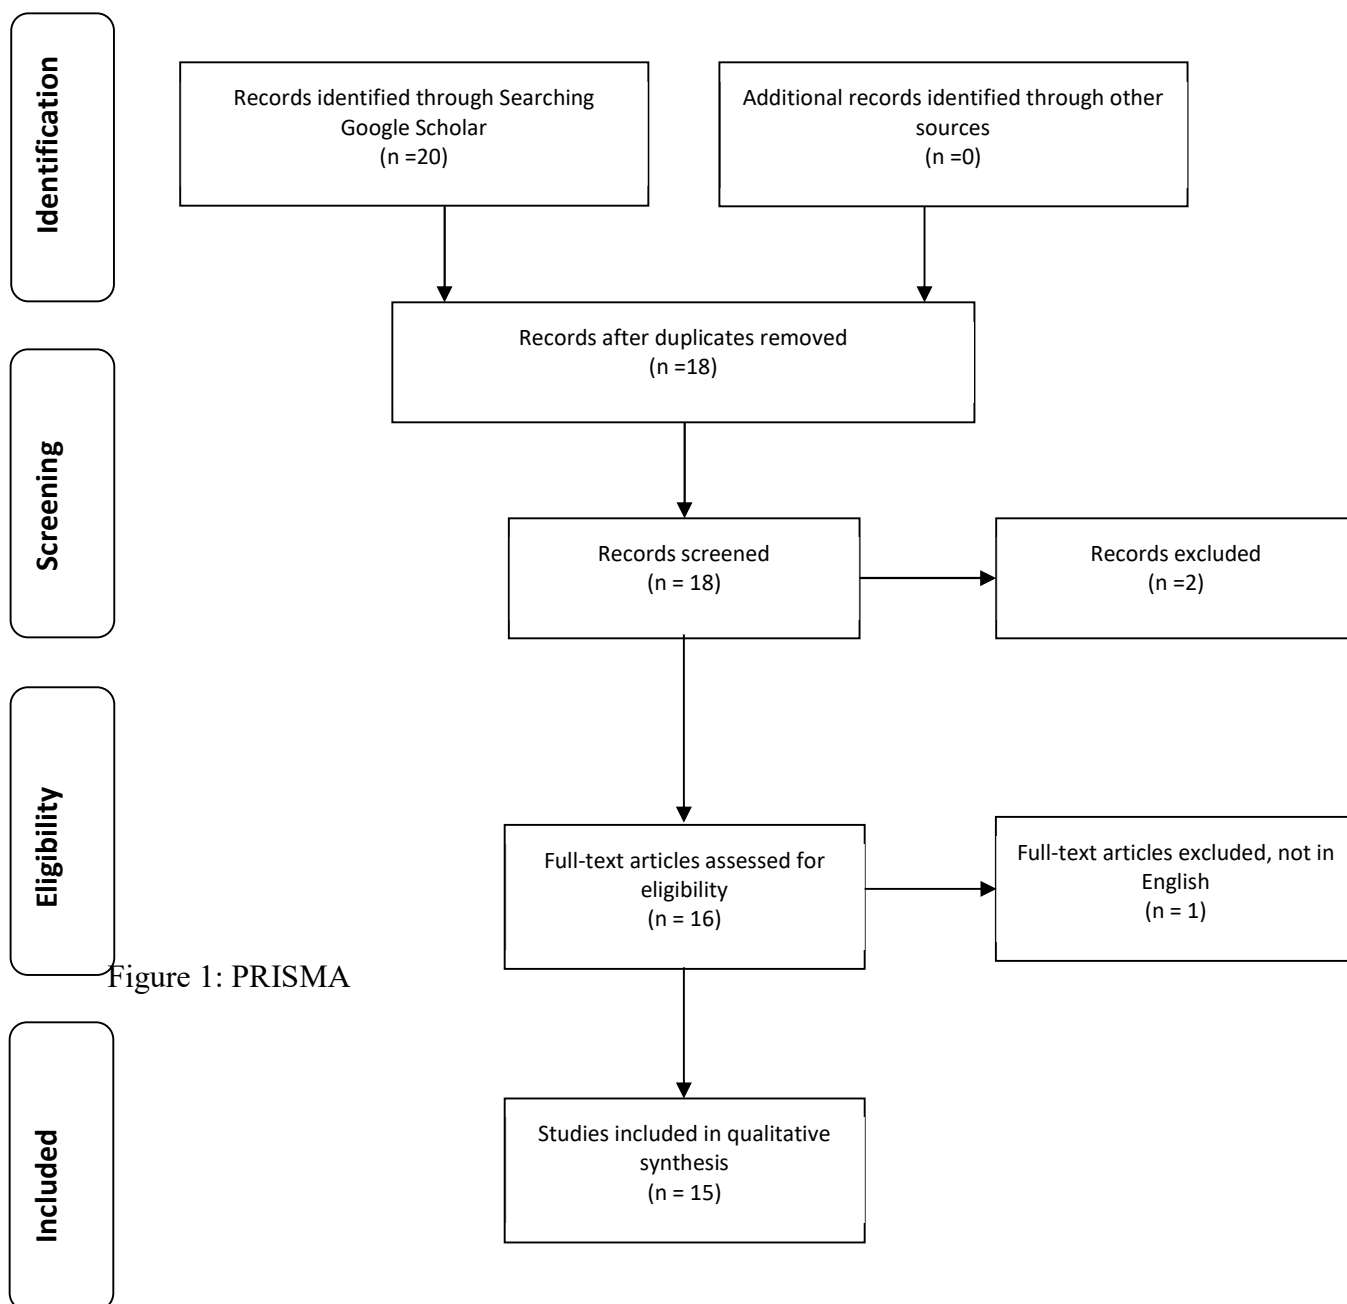 Identification
Records identified through Searching
Google Scholar
(n =20)
Additional records identified through other
sources
(n =0)
Records after duplicates removed
(n =18)
Screening
Records screened
(n = 18)
Records excluded
(n =2)
Eligibility
Full-text articles assessed for
eligibility
(n = 16)
Full-text articles excluded, not in
English
(n = 1)
Figure 1: PRISMA
Included
Studies included in qualitative
synthesis
(n = 15)